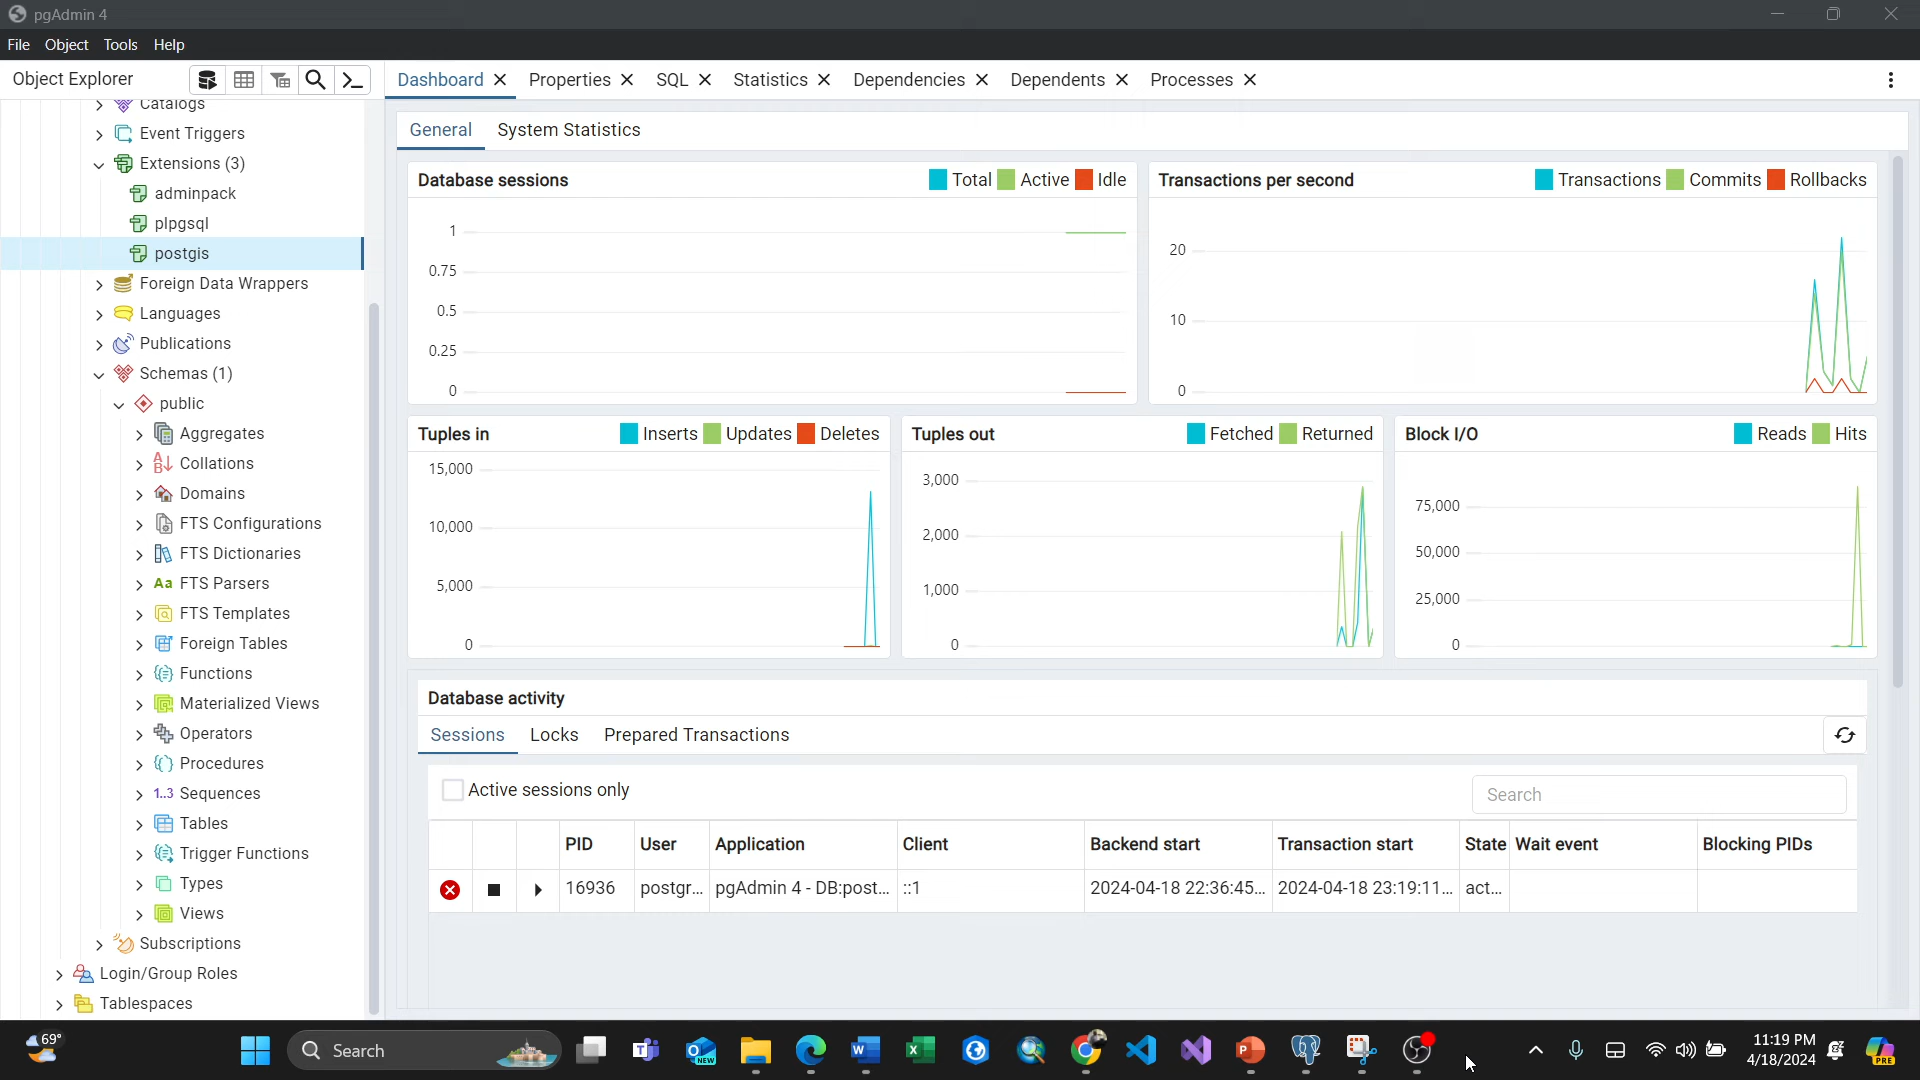 pgAdmin 4
File Object Tools Help
Object Explorer
Dashboard Properties SQL Statistics Dependencies Dependents Processes
Catalogs
Event Triggers
Extensions (3)
adminpack
plpgsql
postgis
Foreign Data Wrappers
Languages
Publications
Schemas (1)
public
Aggregates
Collations
Domains
FTS Configurations
FTS Dictionaries
Aa FTS Parsers
FTS Templates
Foreign Tables
Functions
Materialized Views
Operators
Procedures
1..3 Sequences
Tables
Trigger Functions
Types
Views
Subscriptions
Login/Group Roles
Tablespaces
General System Statistics
Database sessions Total Active Idle
1
0.75
0.5
0.25
0
Transactions per second Transactions Commits Rollbacks
20
10
0
Tuples in Inserts Updates Deletes
15,000
10,000
5,000
0
Tuples out Fetched Returned
3,000
2,000
1,000
0
Block I/O Reads Hits
75,000
50,000
25,000
0
Database activity
Sessions Locks Prepared Transactions
Active sessions only Search
PID User Application Client Backend start Transaction start State Wait event Blocking PIDs
16936 postgr... pgAdmin 4 - DB:post... ::1 2024-04-18 22:36:45... 2024-04-18 23:19:11... act...
69° Search 11:19 PM
4/18/2024